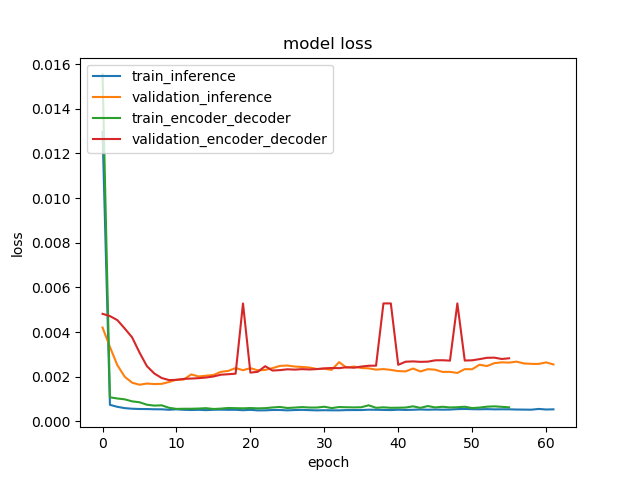 model loss
train_inference
validation_inference
train_encoder_decoder
validation_encoder_decoder
0.016
0.014
0.012
0.010
0.008
0.006
0.004
0.002
0.000
loss
0 10 20 30 40 50 60
epoch